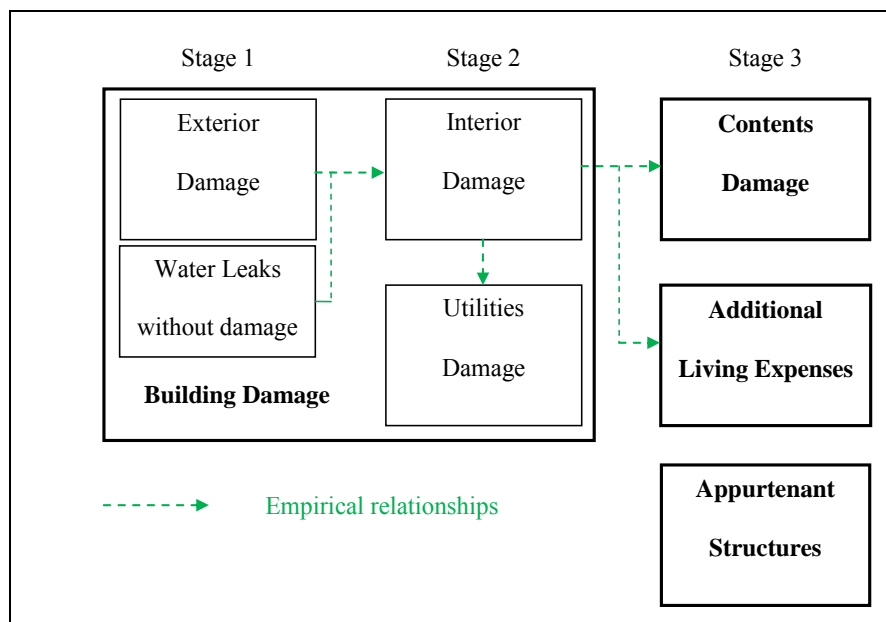 Stage 1
Stage 2
Stage 3
Exterior
Damage
Water Leaks
without damage
Building Damage
Interior
Damage
Utilities
Damage
Contents
Damage
Additional
Living Expenses
Appurtenant
Structures
Empirical relationships